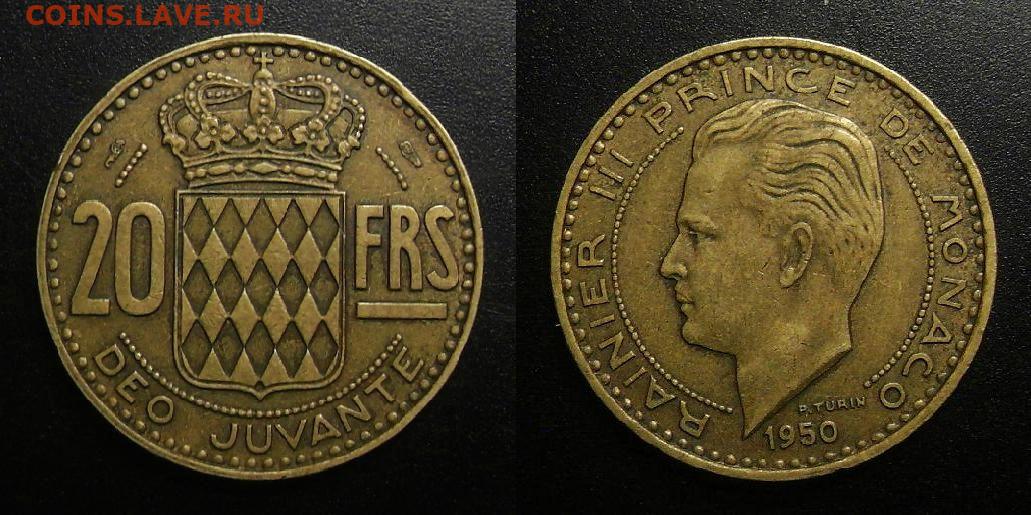 COINS.LAVE.RU
20 FRS
DEO JUVANTE
RAINIER III PRINCE DE MONACO
P. TURIN
1950